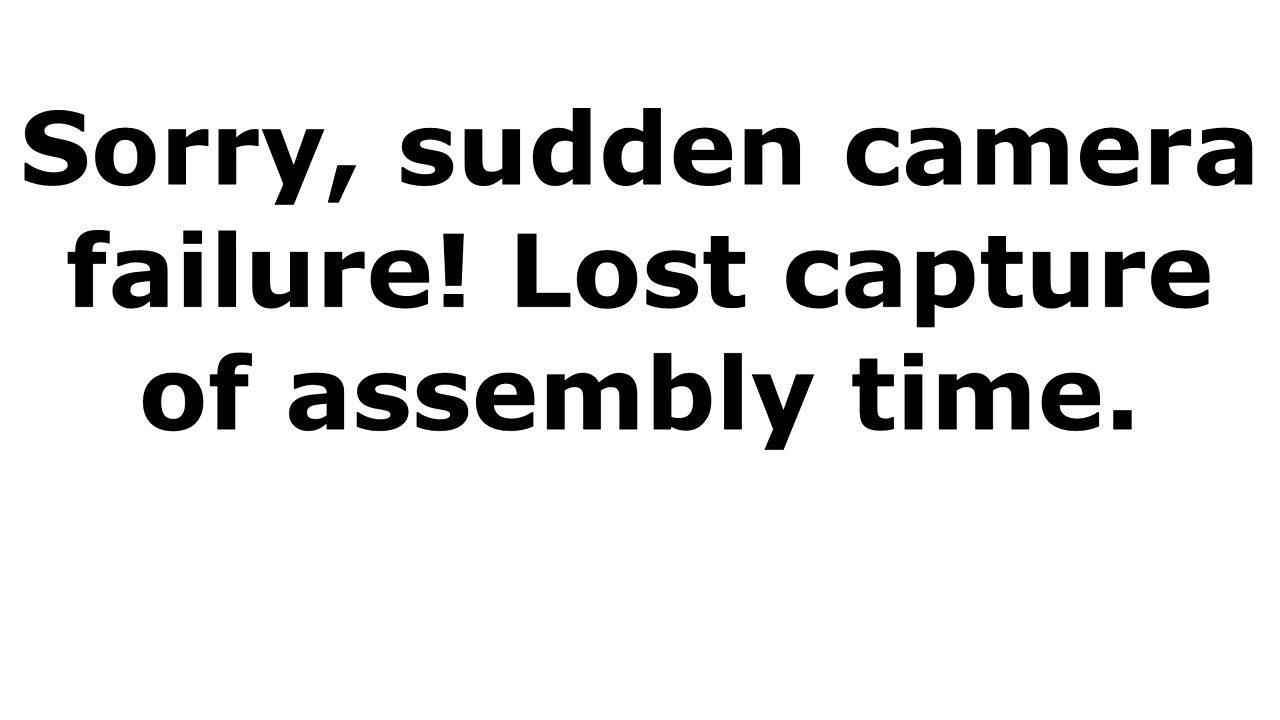 Sorry, sudden camera
failure! Lost capture
of assembly time.